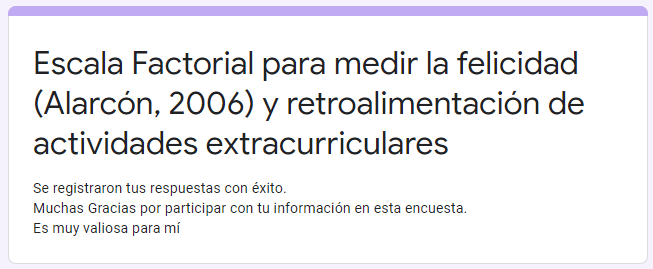 Escala Factorial para medir la felicidad
(Alarcón, 2006) y retroalimentación de
actividades extracurriculares
Se registraron tus respuestas con éxito.
Muchas Gracias por participar con tu información en esta encuesta.
Es muy valiosa para mí